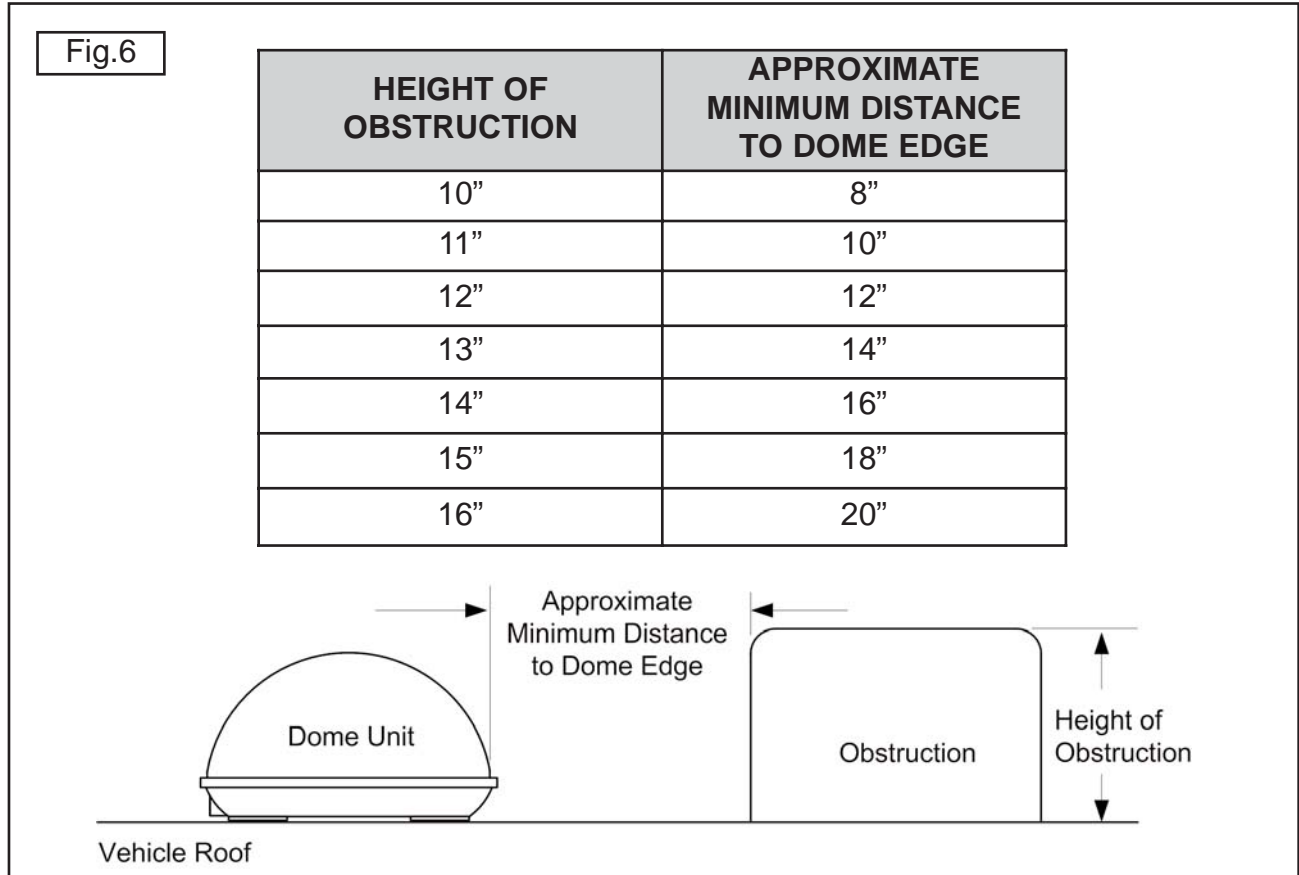 Fig.6
HEIGHT OF
OBSTRUCTION
APPROXIMATE
MINIMUM DISTANCE
TO DOME EDGE
10” 8”
11” 10”
12” 12”
13” 14”
14” 16”
15” 18”
16” 20”
Approximate
Minimum Distance
to Dome Edge
Dome Unit
Obstruction
Height of
Obstruction
Vehicle Roof